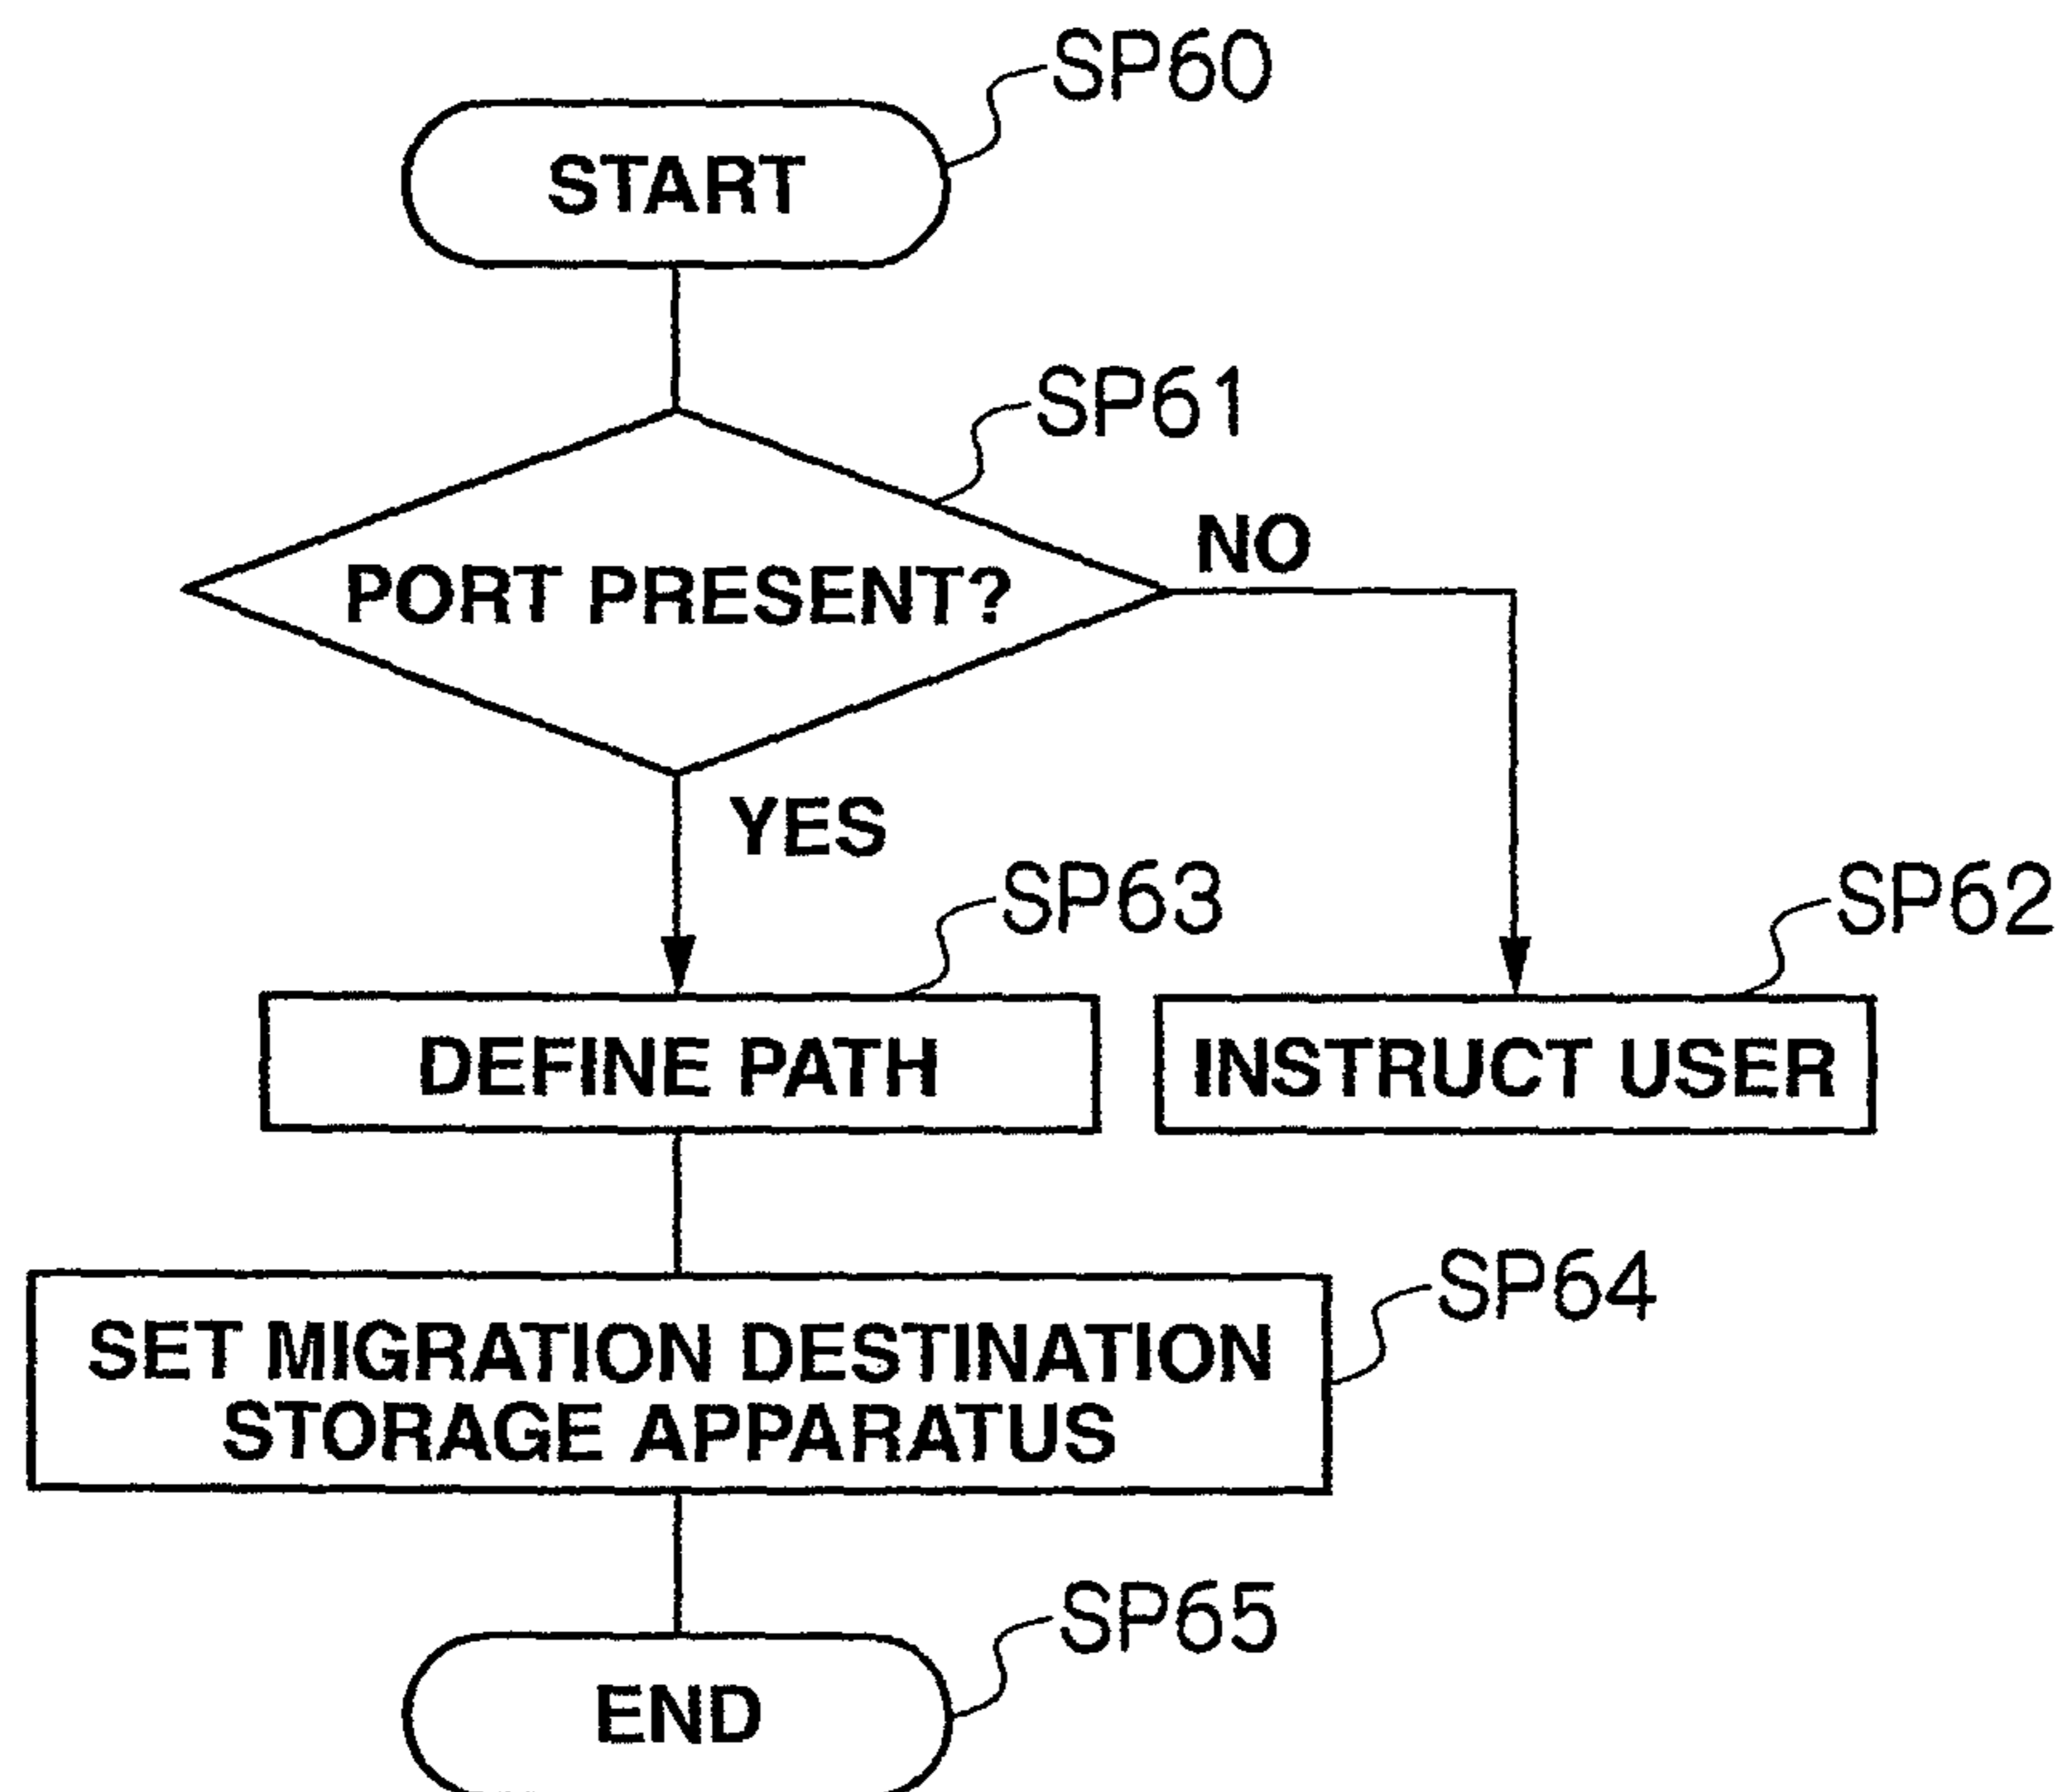 SP60
START
SP61
NO
PORT PRESENT?
YES
SP63
SP62
DEFINE PATH
INSTRUCT USER
SP64
SET MIGRATION DESTINATION
STORAGE APPARATUS
SP65
END